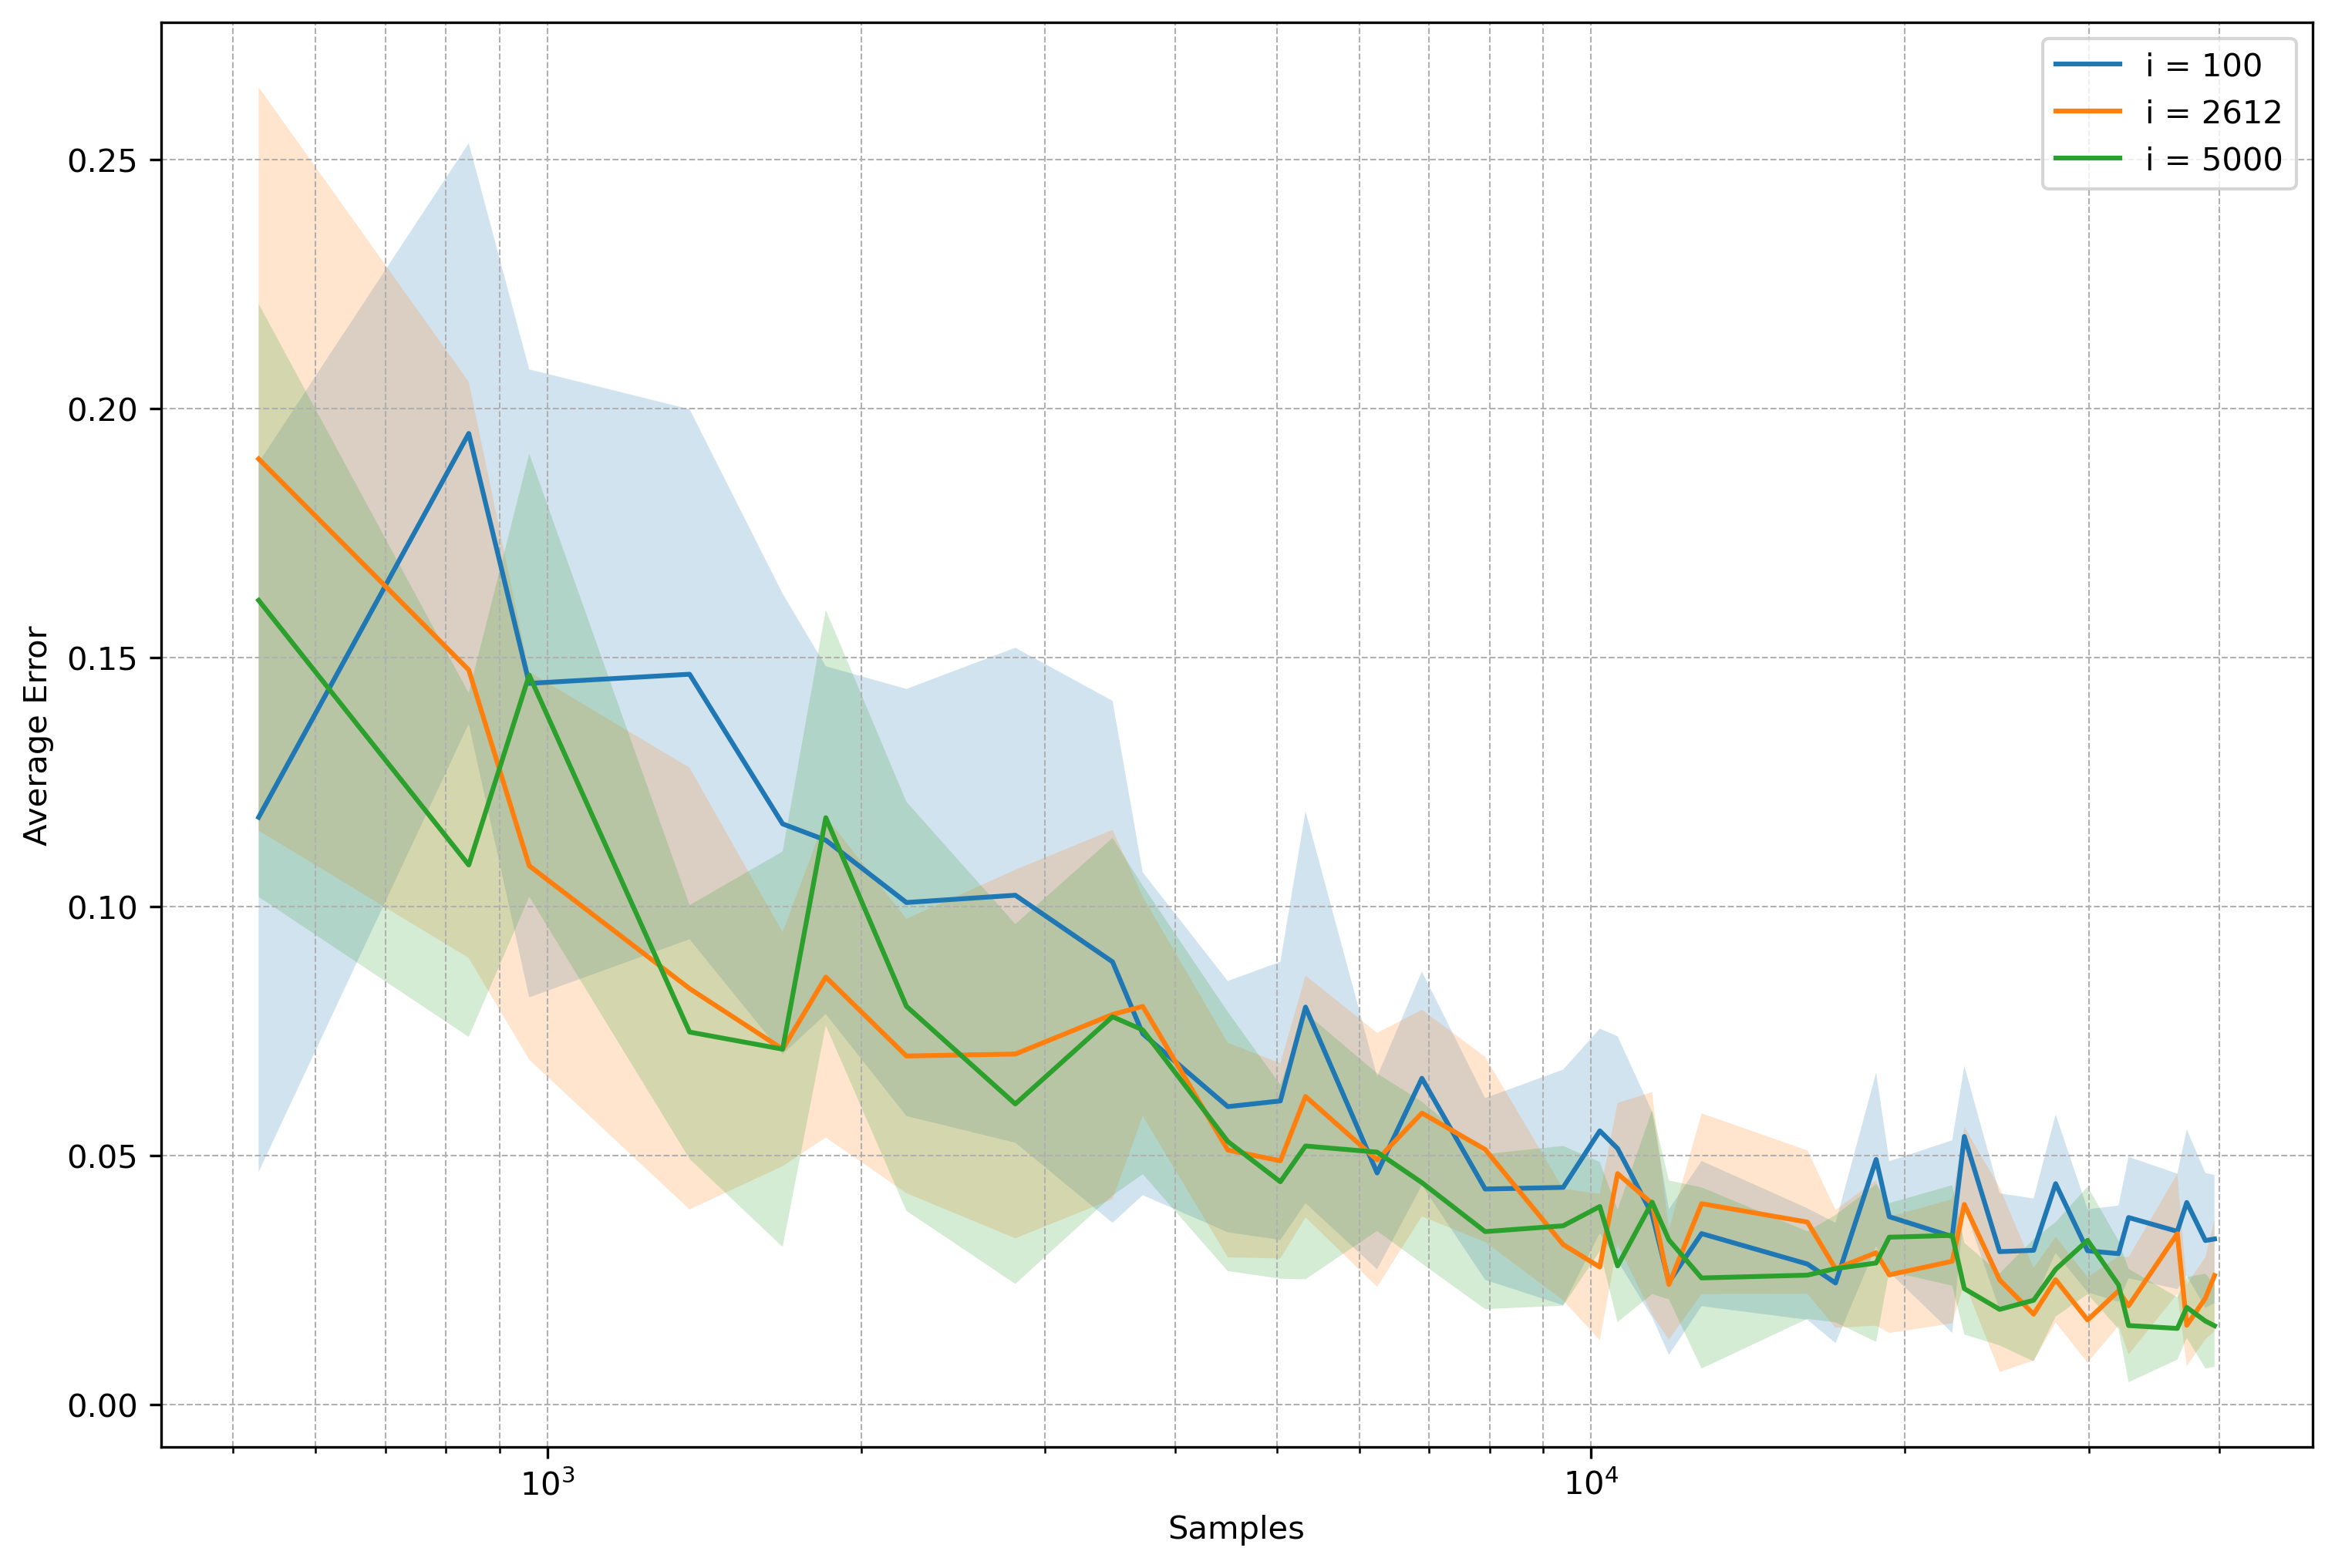 i = 100
i = 2612
i = 5000
0.25
0.20
0.15
0.10
0.05
0.00
Average Error
10³
10⁴
Samples